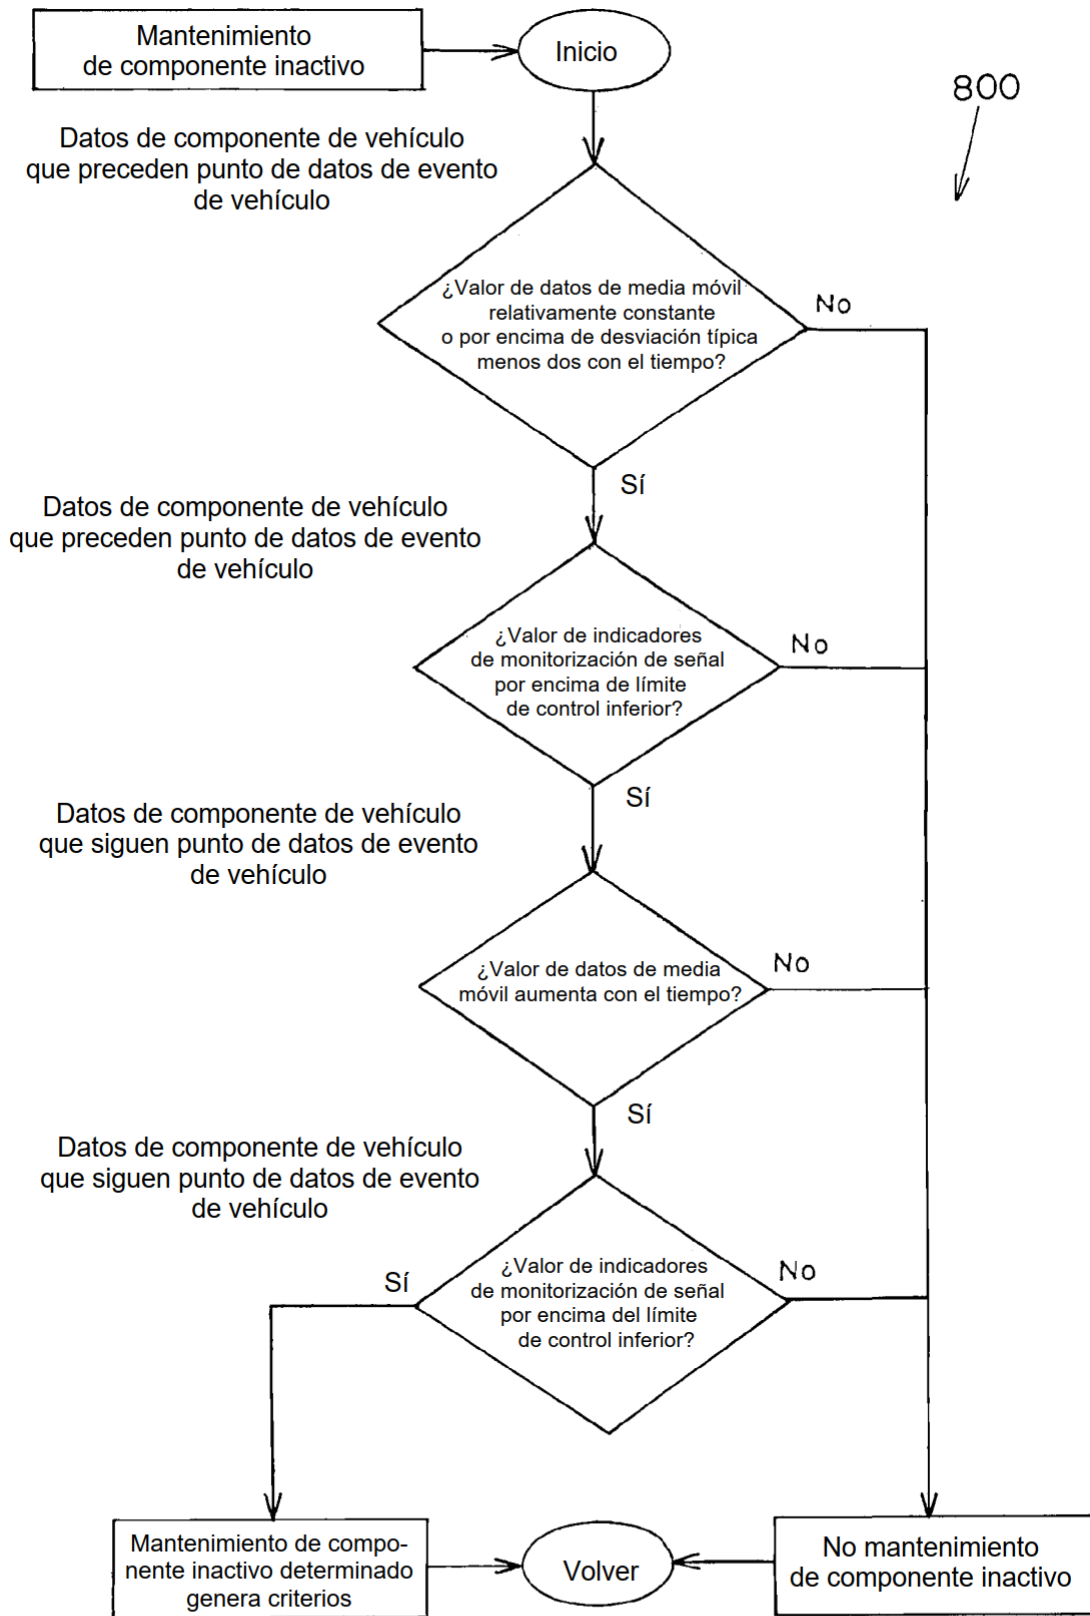 Mantenimiento
de componente inactivo
Inicio
800
Datos de componente de vehículo
que preceden punto de datos de evento
de vehículo
¿Valor de datos de media móvil
relativamente constante
o por encima de desviación típica
menos dos con el tiempo?
No
Sí
Datos de componente de vehículo
que preceden punto de datos de evento
de vehículo
¿Valor de indicadores
de monitorización de señal
por encima de límite
de control inferior?
No
Sí
Datos de componente de vehículo
que siguen punto de datos de evento
de vehículo
¿Valor de datos de media
móvil aumenta con el tiempo?
No
Sí
Datos de componente de vehículo
que siguen punto de datos de evento
de vehículo
¿Valor de indicadores
de monitorización de señal
por encima del límite
de control inferior?
Sí
No
Mantenimiento de compo-
nente inactivo determinado
genera criterios
Volver
No mantenimiento
de componente inactivo